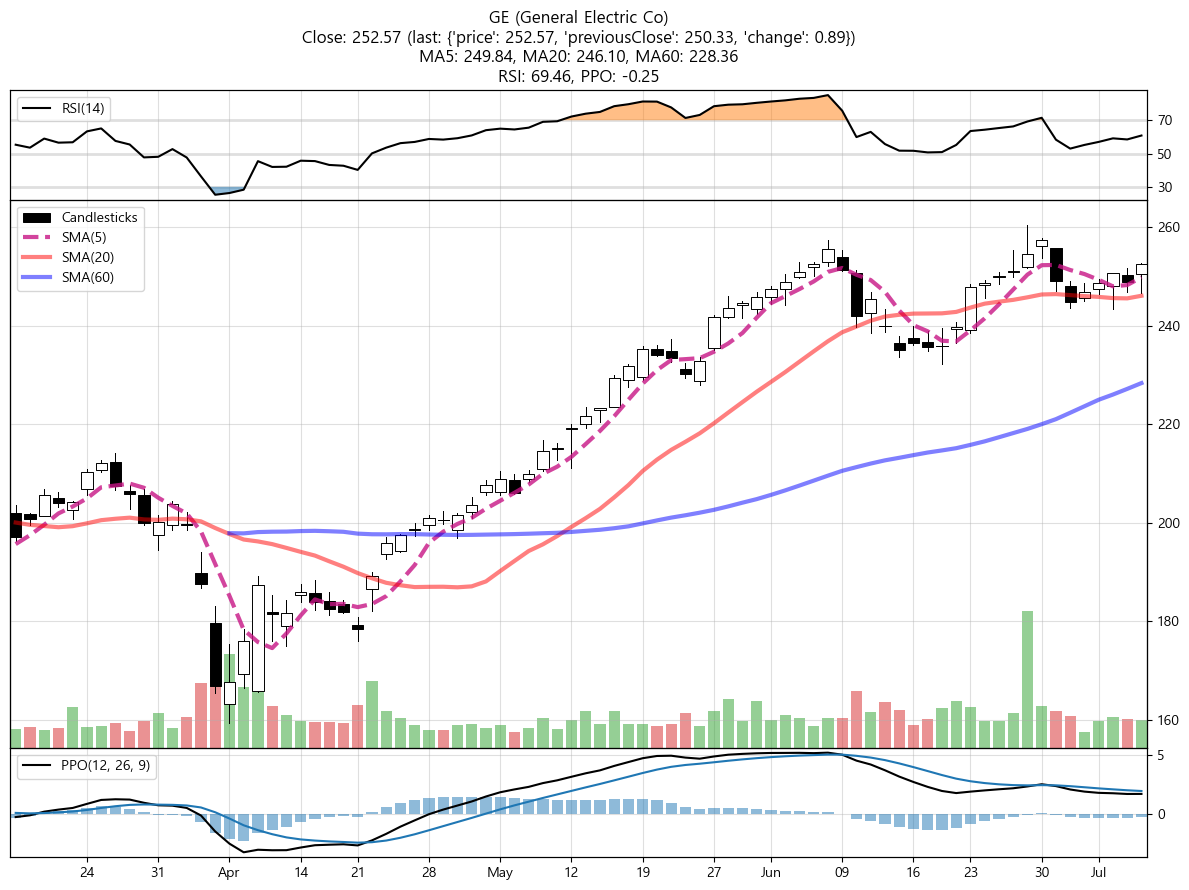 GE (General Electric Co)
Close: 252.57 (last: {'price': 252.57, 'previousClose': 250.33, 'change': 0.89})
MA5: 249.84, MA20: 246.10, MA60: 228.36
RSI: 69.46, PPO: -0.25
RSI(14)
70
50
30
Candlesticks
SMA(5)
SMA(20)
SMA(60)
260
240
220
200
180
160
PPO(12, 26, 9)
5
0
24 31 Apr 14 21 28 May 12 19 27 Jun 09 16 23 30 Jul